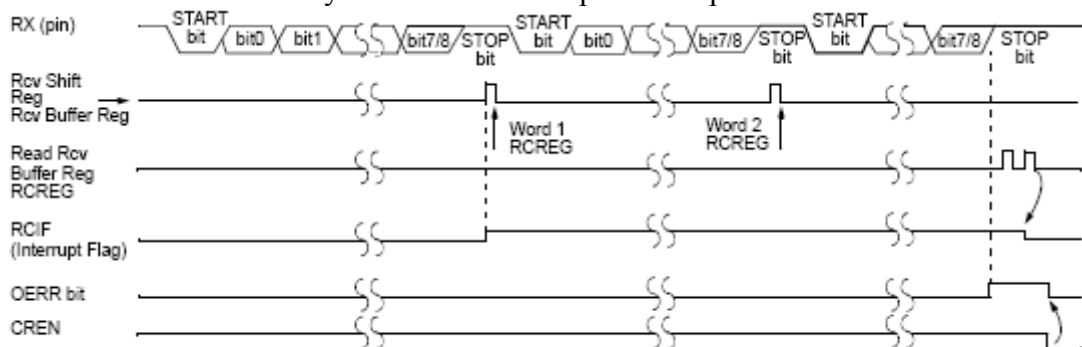 RX (pin)
START
bit
bit0
bit1
bit7/8
STOP
bit
START
bit
bit0
bit7/8
STOP
bit
START
bit
bit7/8
STOP
bit
Rcv Shift
Reg
Rcv Buffer Reg
Word 1
RCREG
Word 2
RCREG
Read Rcv
Buffer Reg
RCREG
RCIF
(Interrupt Flag)
OERR bit
CREN